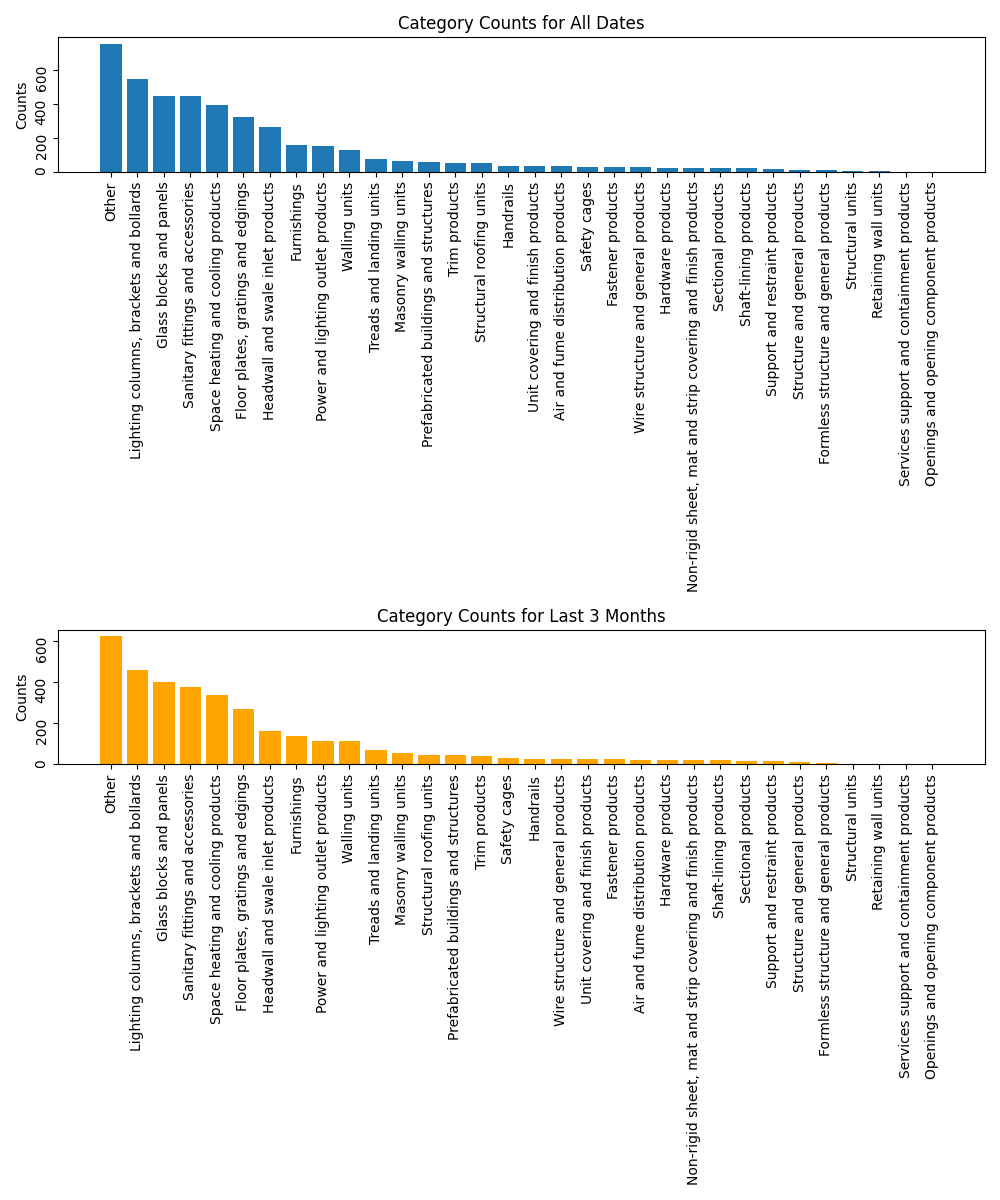 Category Counts for All Dates
Counts
600
400
200
0
Other
Lighting columns, brackets and bollards
Glass blocks and panels
Sanitary fittings and accessories
Space heating and cooling products
Floor plates, gratings and edgings
Headwall and swale inlet products
Furnishings
Power and lighting outlet products
Walling units
Treads and landing units
Masonry walling units
Prefabricated buildings and structures
Trim products
Structural roofing units
Handrails
Unit covering and finish products
Air and fume distribution products
Safety cages
Fastener products
Wire structure and general products
Hardware products
Non-rigid sheet, mat and strip covering and finish products
Sectional products
Shaft-lining products
Support and restraint products
Structure and general products
Formless structure and general products
Structural units
Retaining wall units
Services support and containment products
Openings and opening component products
Category Counts for Last 3 Months
Counts
600
400
200
0
Other
Lighting columns, brackets and bollards
Glass blocks and panels
Sanitary fittings and accessories
Space heating and cooling products
Floor plates, gratings and edgings
Headwall and swale inlet products
Furnishings
Power and lighting outlet products
Walling units
Treads and landing units
Masonry walling units
Structural roofing units
Prefabricated buildings and structures
Trim products
Safety cages
Handrails
Wire structure and general products
Unit covering and finish products
Fastener products
Air and fume distribution products
Hardware products
Non-rigid sheet, mat and strip covering and finish products
Shaft-lining products
Sectional products
Support and restraint products
Structure and general products
Formless structure and general products
Structural units
Retaining wall units
Services support and containment products
Openings and opening component products